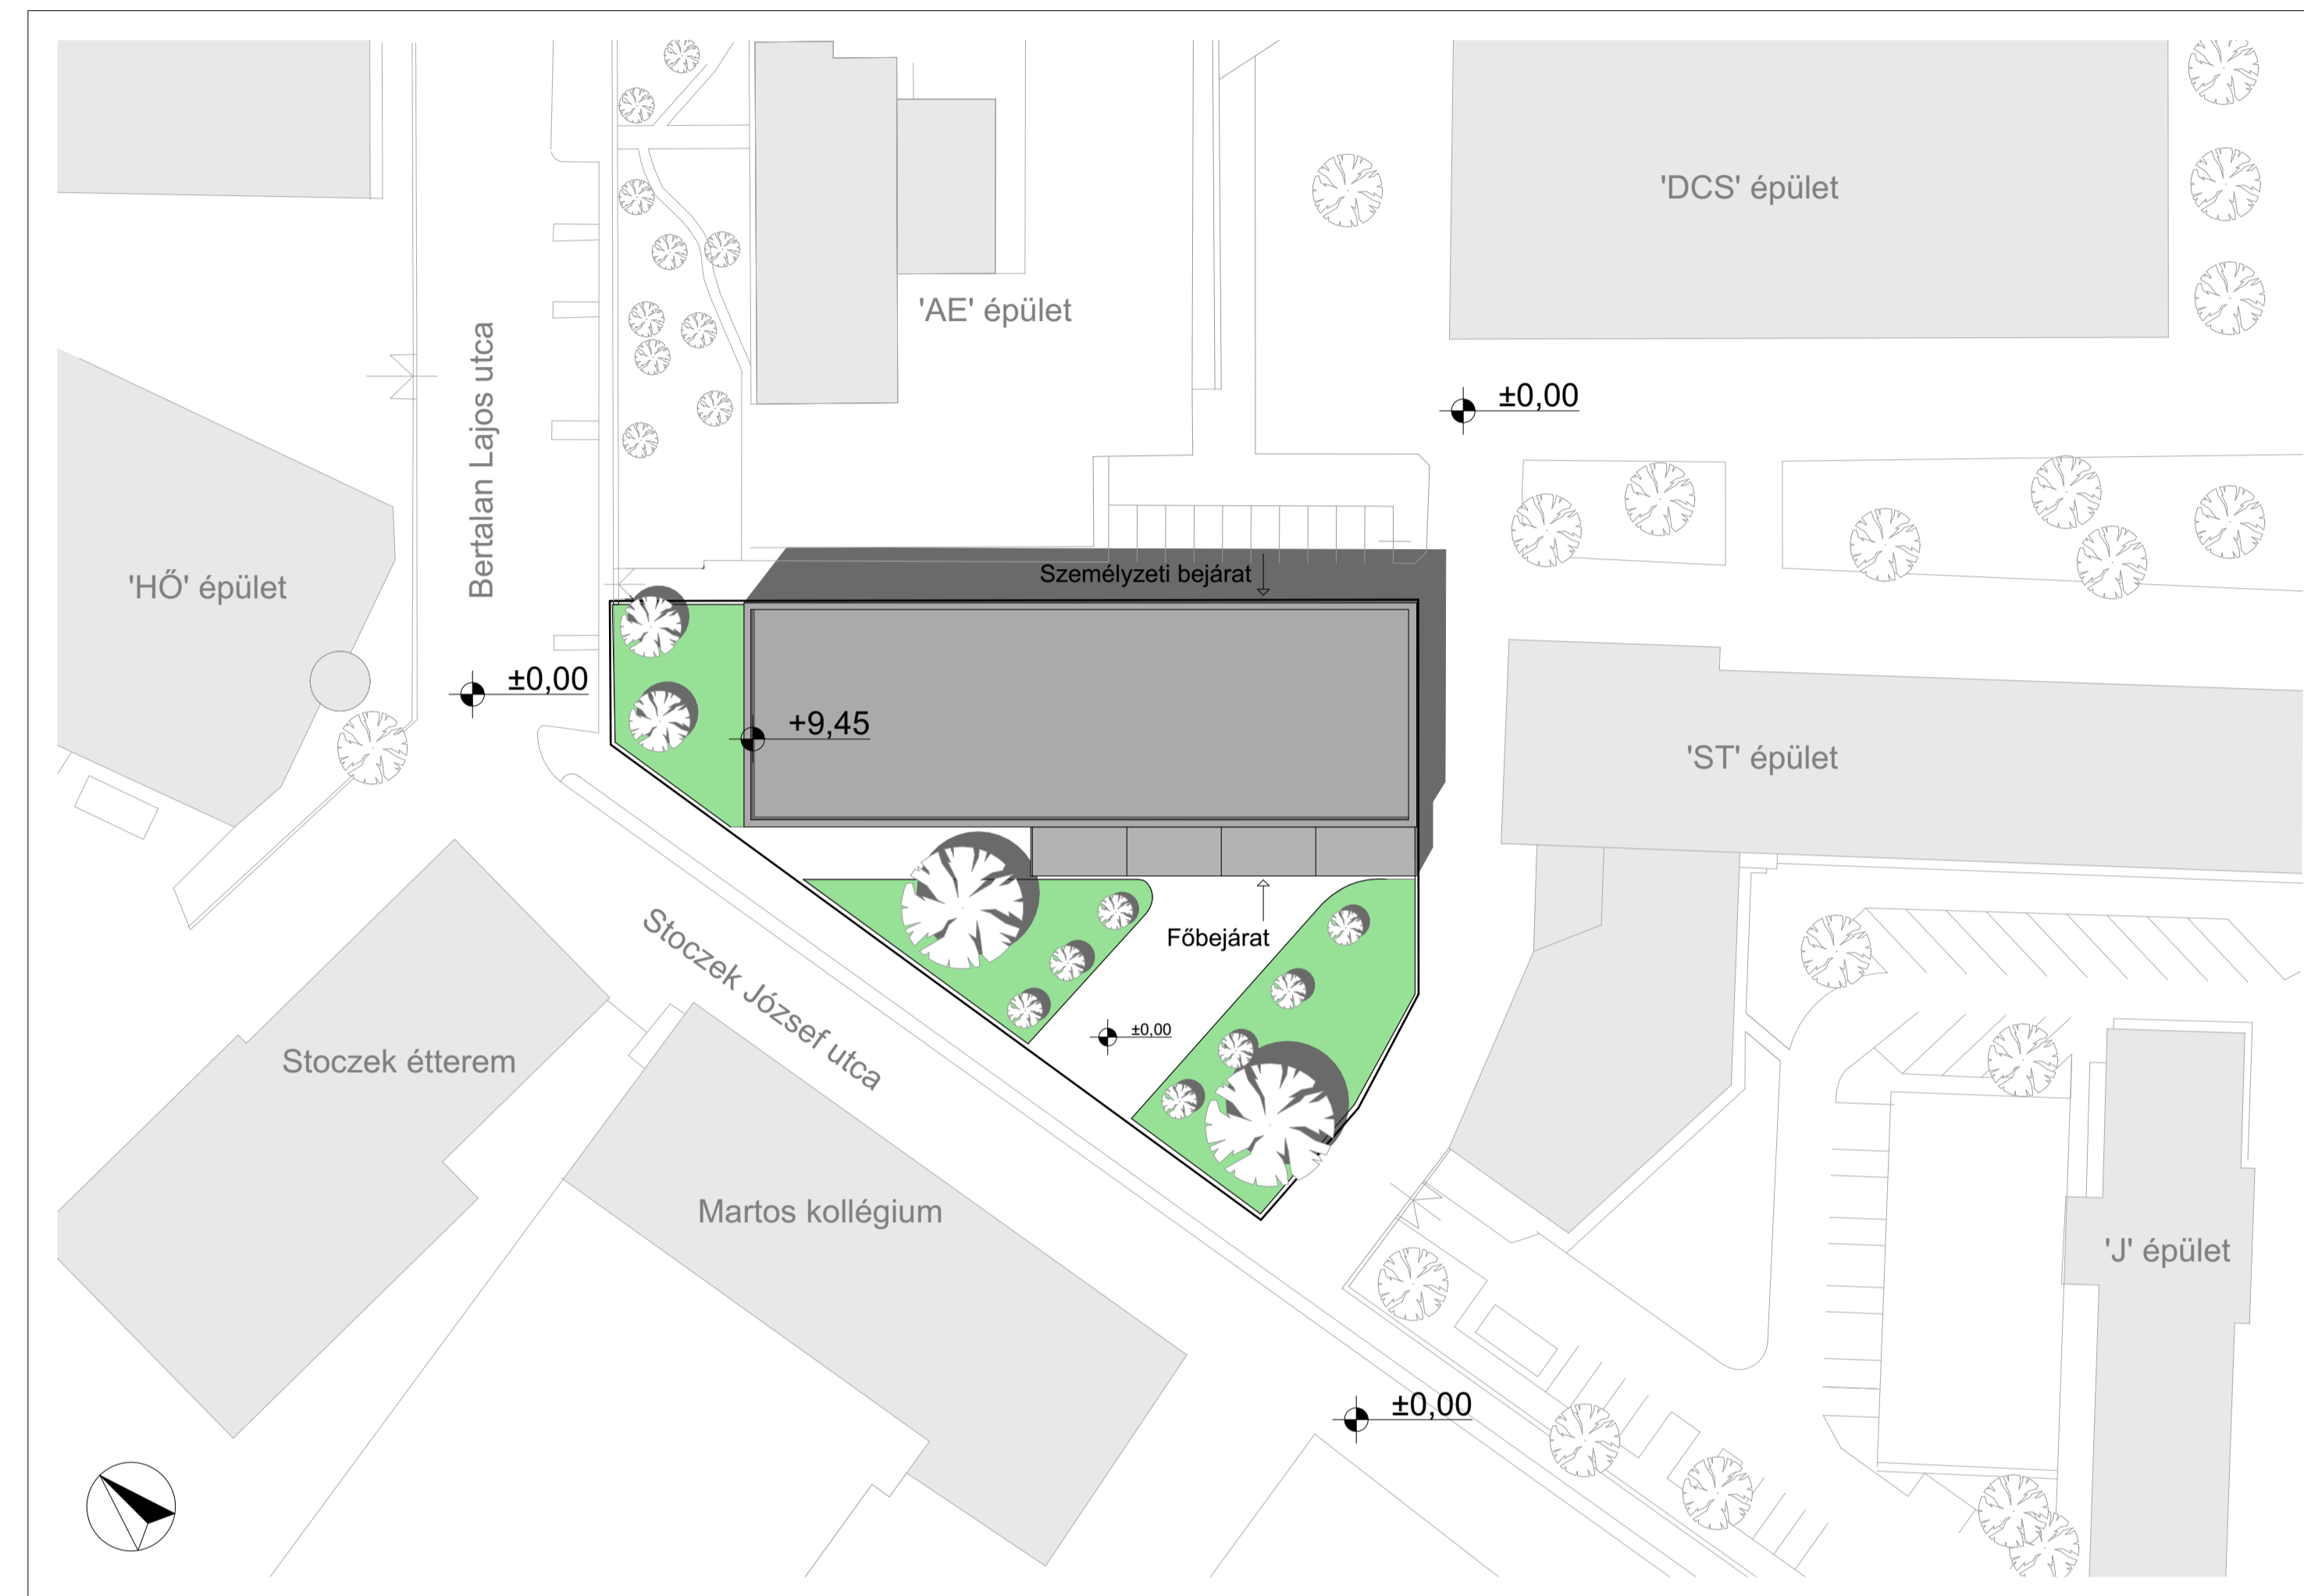 'DCS' épület
'AE' épület
±0,00
Bertalan Lajos utca
'HŐ' épület
Személyzeti bejárat
±0,00
+9,45
'ST' épület
Főbejárat
Stoczek József utca
±0,00
Stoczek étterem
Martos kollégium
'J' épület
±0,00